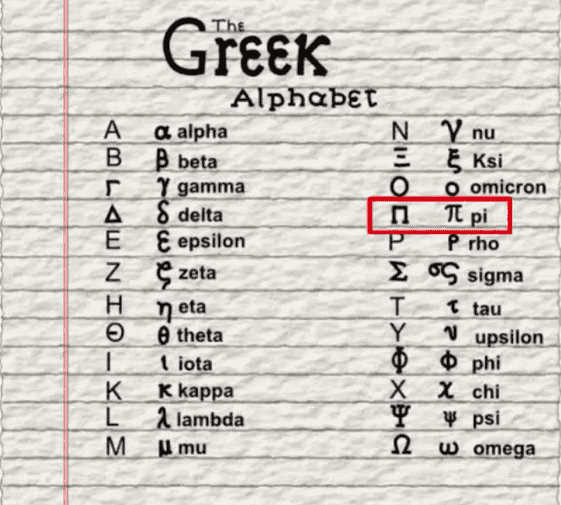 The
Greek
Alphabet
Α α alpha
Β β beta
Γ γ gamma
Δ δ delta
Ε ε epsilon
Ζ ζ zeta
Η η eta
Θ θ theta
Ι ι iota
Κ κ kappa
L λ lambda
Μ μ mu
Ν ν nu
Ξ ξ Ksi
Ο ο omicron
Π π pi
Ρ ρ rho
Σ σς sigma
Τ τ tau
Υ υ upsilon
Φ φ phi
Χ χ chi
Ψ ψ psi
Ω ω omega